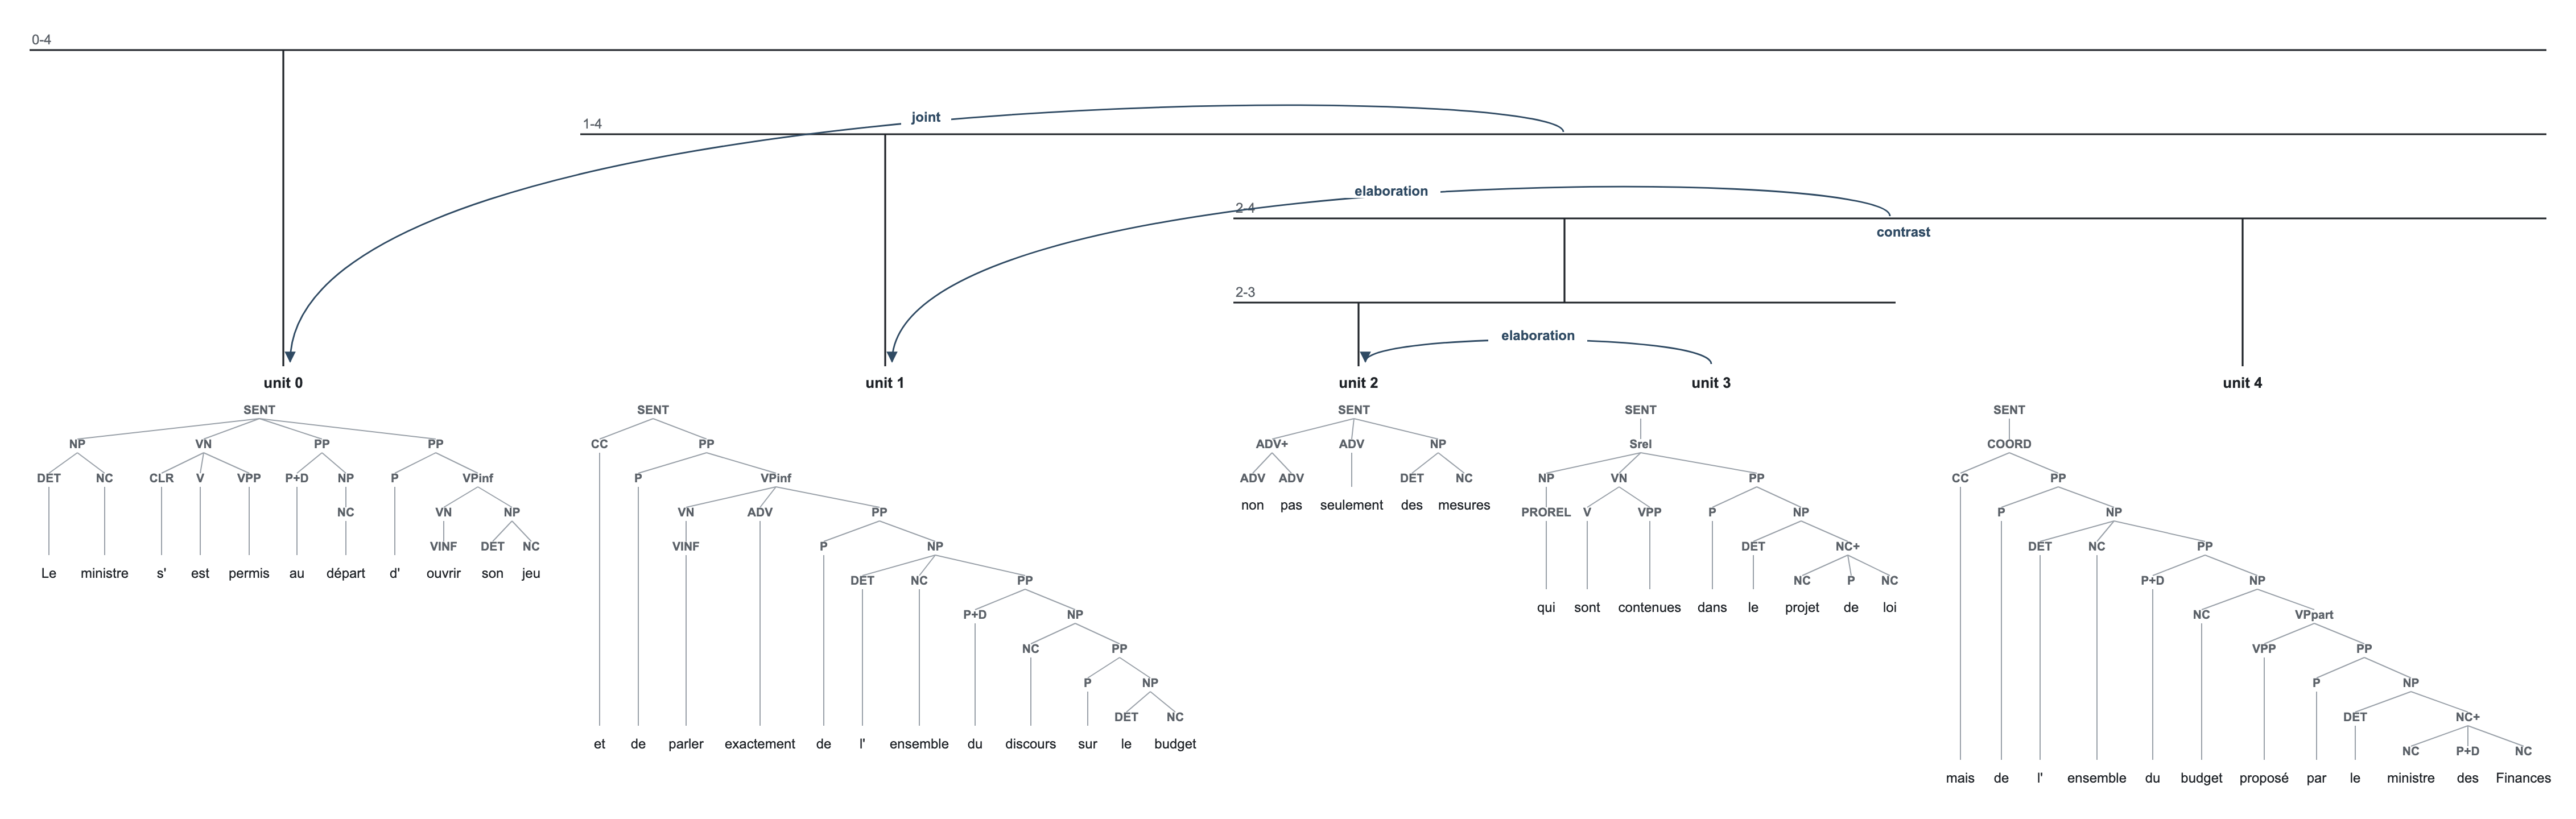 0-4
joint
1-4
elaboration
2-4
contrast
2-3
elaboration
unit 0 unit 1 unit 2 unit 3 unit 4
SENT SENT SENT SENT SENT
NP VN PP PP CC PP ADV+ ADV NP Srel COORD
DET NC CLR V VPP P+D NP P VPinf P VPinf ADV ADV DET NC NP VN PP CC PP
non pas seulement des mesures
NC VN NP VN ADV PP PROREL V VPP P NP P NP
VINF DET NC VINF P NP DET NC+ DET NC PP
Le ministre s' est permis au départ d' ouvrir son jeu
DET NC PP NC P NC P+D NP
qui sont contenues dans le projet de loi
P+D NP NC VPpart
NC PP VPP PP
P NP P NP
DET NC DET NC+
et de parler exactement de l' ensemble du discours sur le budget
NC P+D NC
mais de l' ensemble du budget proposé par le ministre des Finances